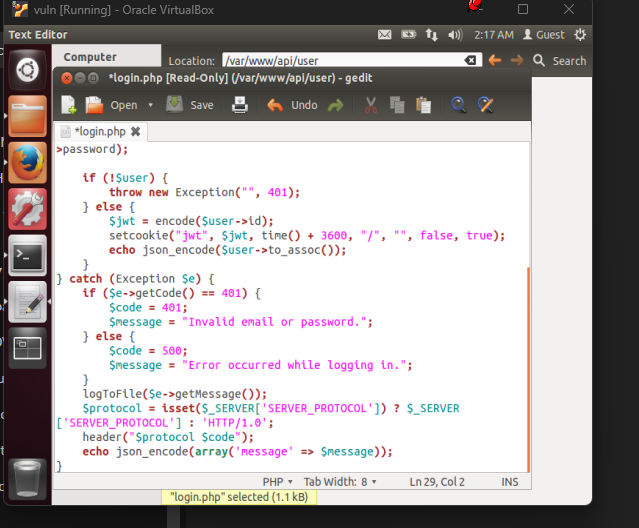 vuln [Running] - Oracle VirtualBox
Text Editor
2:17 AM Guest
Computer
Location: /var/www/api/user
Search
*login.php [Read-Only] (/var/www/api/user) - gedit
Open Save Undo
*login.php
>password);
if (!$user) {
throw new Exception("", 401);
} else {
$jwt = encode($user->id);
setcookie("jwt", $jwt, time() + 3600, "/", "", false, true);
echo json_encode($user->to_assoc());
}
} catch (Exception $e) {
if ($e->getCode() == 401) {
$code = 401;
$message = "Invalid email or password.";
} else {
$code = 500;
$message = "Error occurred while logging in.";
}
logToFile($e->getMessage());
$protocol = isset($_SERVER['SERVER_PROTOCOL']) ? $_SERVER
['SERVER_PROTOCOL'] : 'HTTP/1.0';
header("$protocol $code");
echo json_encode(array('message' => $message));
}
PHP Tab Width: 8 Ln 29, Col 2 INS
"login.php" selected (1.1 kB)